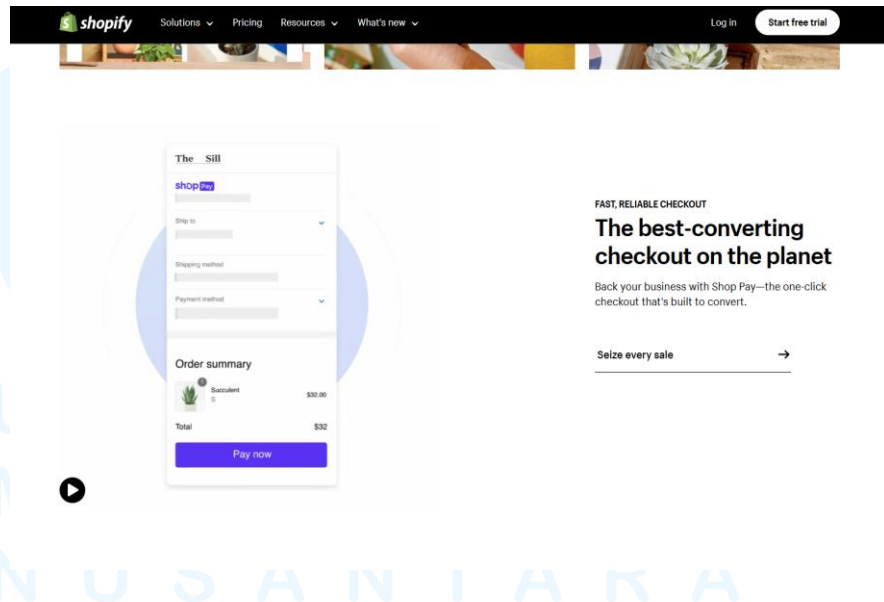 shopify Solutions Pricing Resources What's new Log in Start free trial
The Sill
shop Pay
Ship to
Shipping method
Payment method
Order summary
Succulent
S
$32.00
Total $32
Pay now
FAST, RELIABLE CHECKOUT
The best-converting
checkout on the planet
Back your business with Shop Pay—the one-click
checkout that's built to convert.
Seize every sale →
NUSANTARA